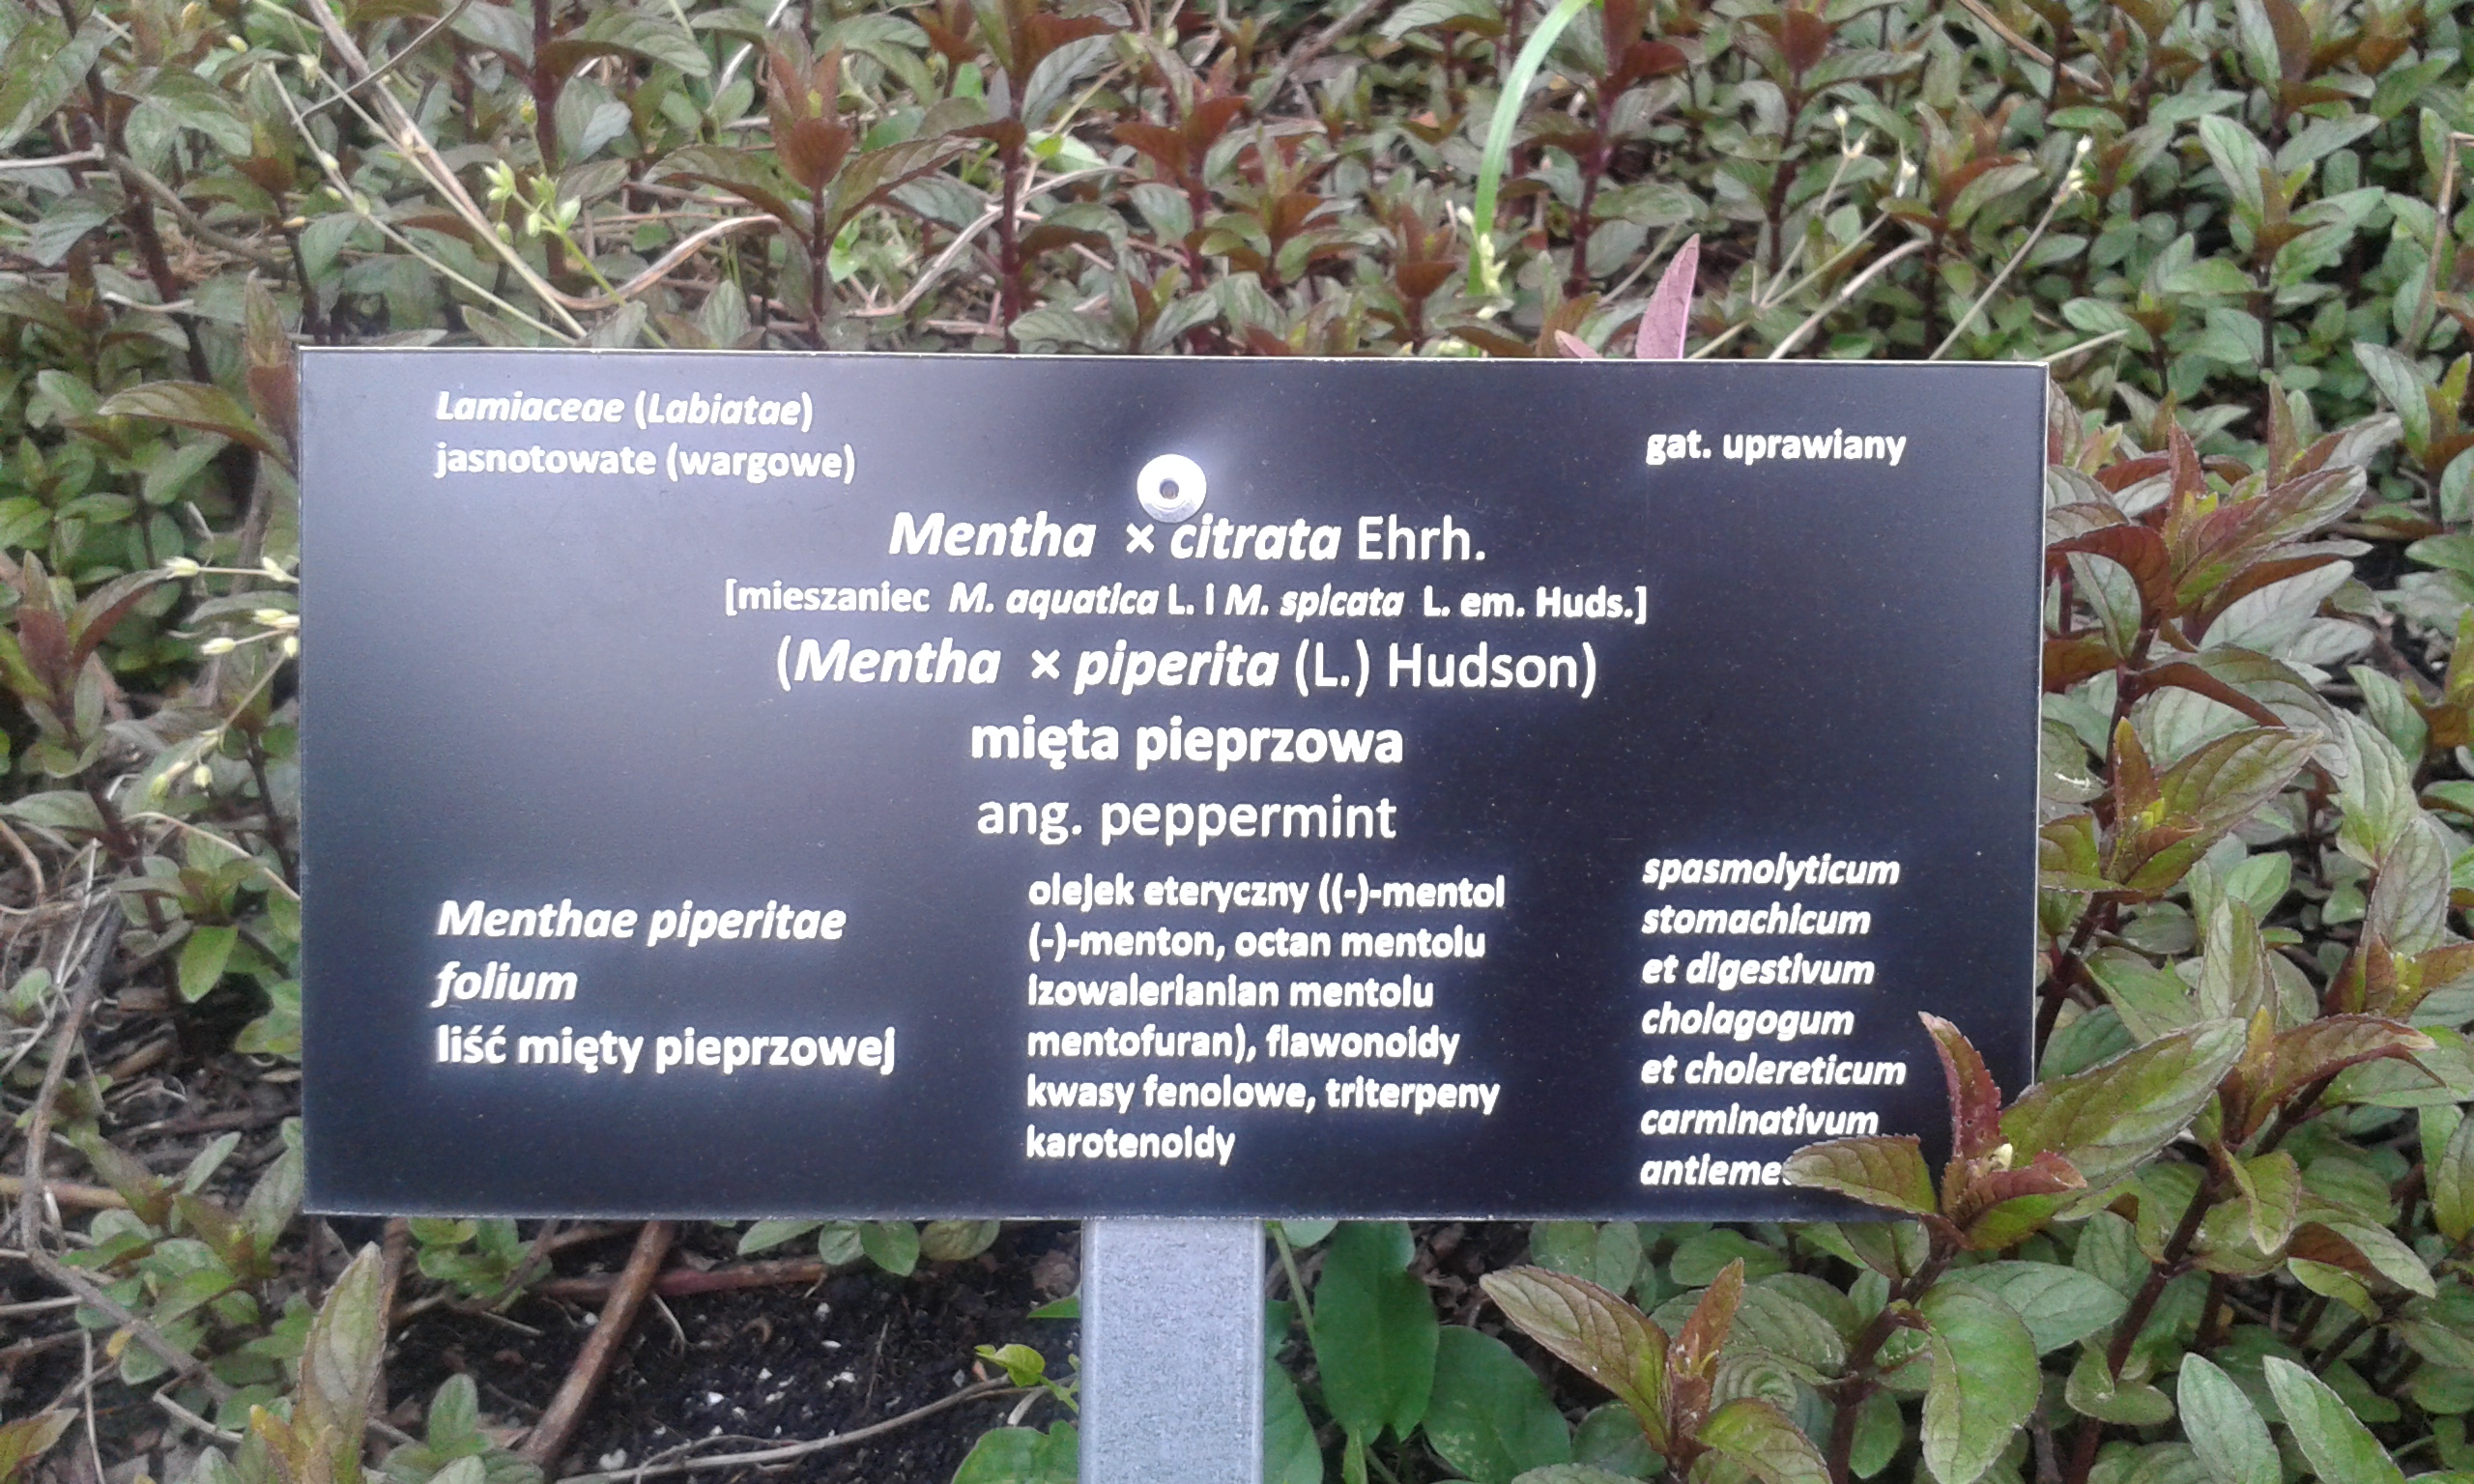 Lamiaceae (Labiatae)
jasnotowate (wargowe)
gat. uprawiany
Mentha × citrata Ehrh.
[mieszaniec M. aquatica L. i M. spicata L. em. Huds.]
(Mentha × piperita (L.) Hudson)
mięta pieprzowa
ang. peppermint
Menthae piperitae
folium
liść mięty pieprzowej
olejek eteryczny ((-)-mentol
(-)-menton, octan mentolu
izowalerianian mentolu
mentofuran), flawonoidy
kwasy fenolowe, triterpeny
karotenoidy
spasmolyticum
stomachicum
et digestivum
cholagogum
et cholereticum
carminativum